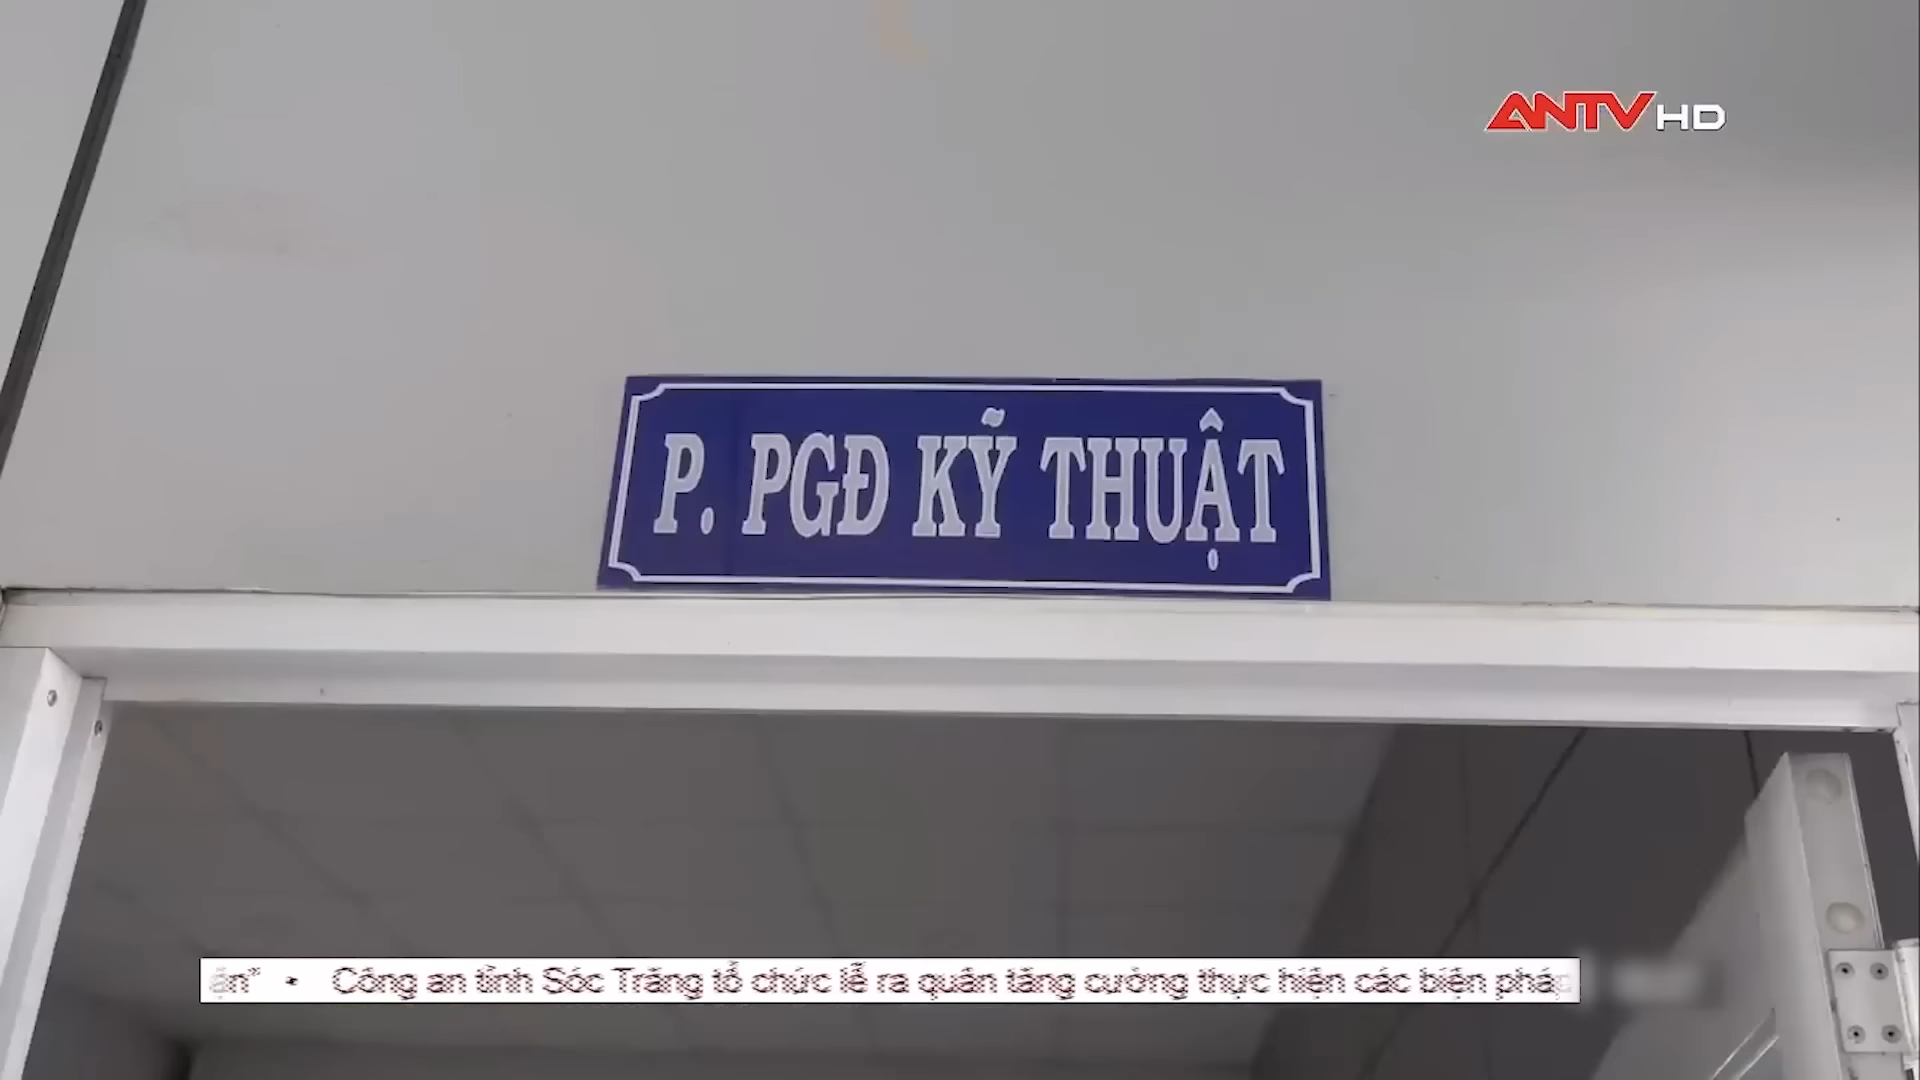 ANTV HD
P. PGĐ KỸ THUẬT
ận" • Công an tỉnh Sóc Trăng tổ chức lễ ra quân tăng cường thực hiện các biện pháp